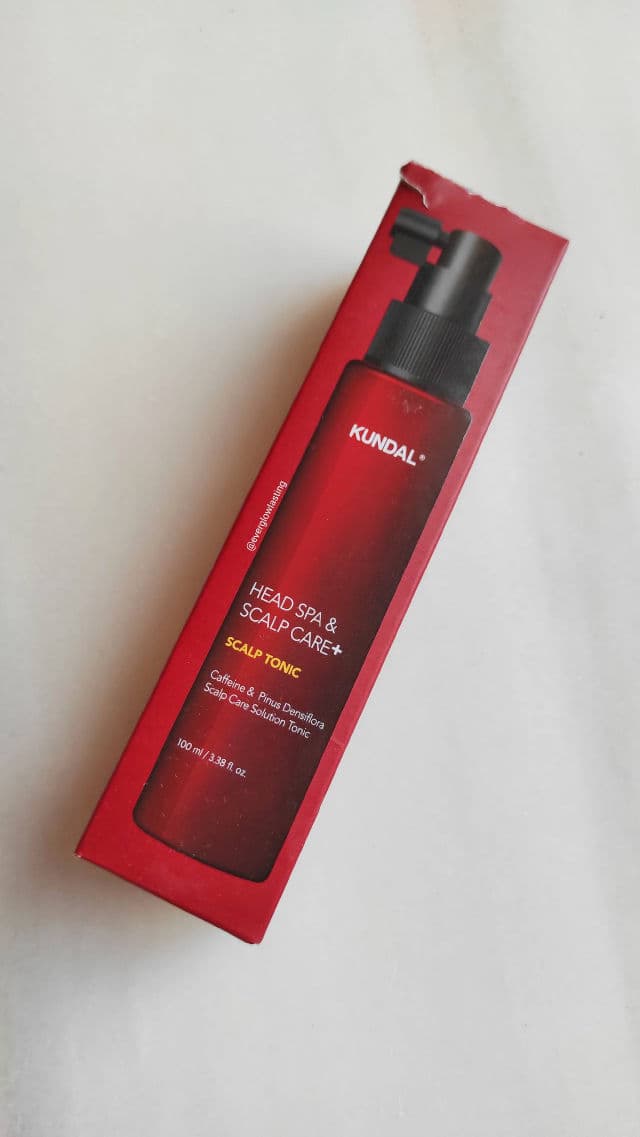 KUNDAL®
@everglowlasting
HEAD SPA &
SCALP CARE+
SCALP TONIC
Caffeine & Pinus Densiflora
Scalp Care Solution Tonic
100 ml / 3.38 fl. oz.